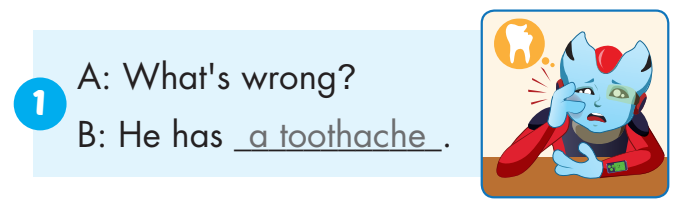 1
A: What's wrong?
B: He has a toothache.